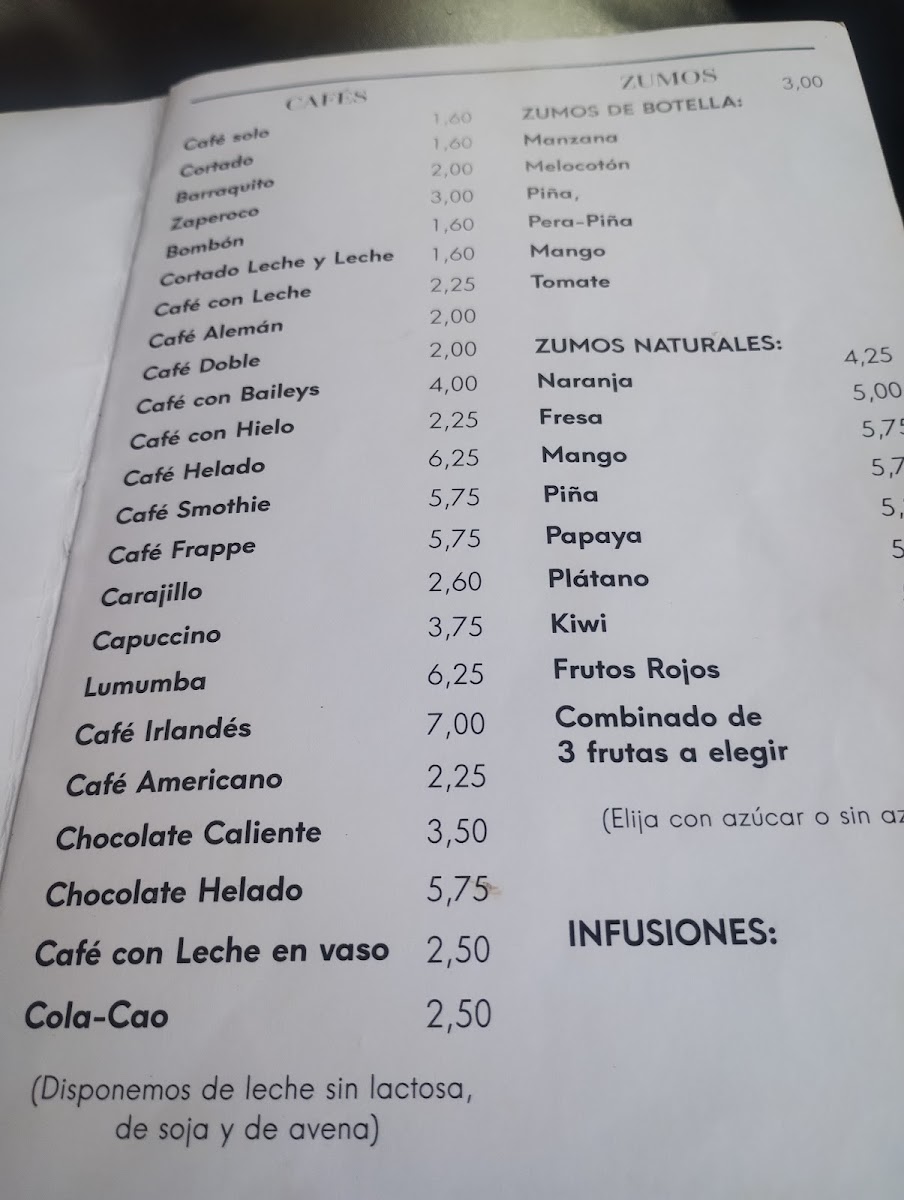 CAFÉS
Café solo 1,60
Cortado 1,60
Barraquito 2,00
Zaperoco 3,00
Bombón 1,60
Cortado Leche y Leche 1,60
Café con Leche 2,25
Café Alemán 2,00
Café Doble 2,00
Café con Baileys 4,00
Café con Hielo 2,25
Café Helado 6,25
Café Smothie 5,75
Café Frappe 5,75
Carajillo 2,60
Capuccino 3,75
Lumumba 6,25
Café Irlandés 7,00
Café Americano 2,25
Chocolate Caliente 3,50
Chocolate Helado 5,75
Café con Leche en vaso 2,50
Cola-Cao 2,50
(Disponemos de leche sin lactosa,
de soja y de avena)
ZUMOS
ZUMOS DE BOTELLA: 3,00
Manzana
Melocotón
Piña,
Pera-Piña
Mango
Tomate
ZUMOS NATURALES:
Naranja 4,25
Fresa 5,00
Mango 5,75
Piña 5,7
Papaya 5,
Plátano 5
Kiwi
Frutos Rojos
Combinado de
3 frutas a elegir
(Elija con azúcar o sin az
INFUSIONES: